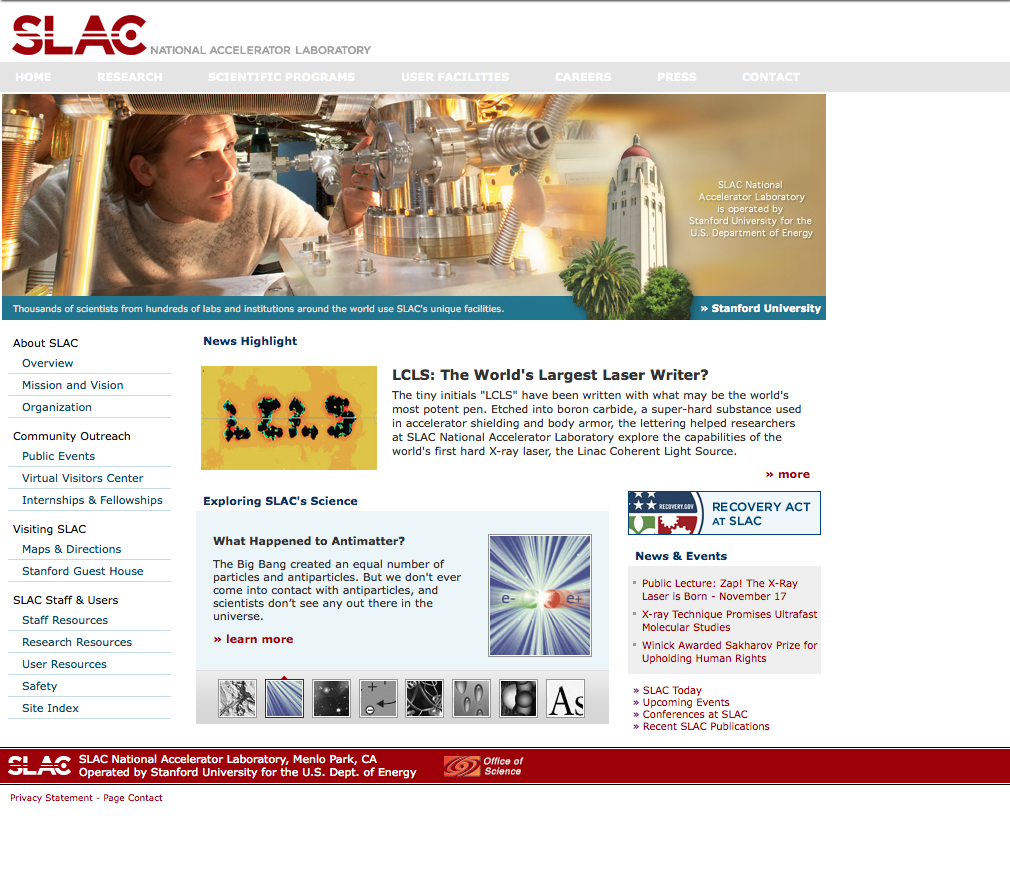 SLAC NATIONAL ACCELERATOR LABORATORY
HOME RESEARCH SCIENTIFIC PROGRAMS USER FACILITIES CAREERS PRESS CONTACT
SLAC National
Accelerator Laboratory
is operated by
Stanford University for the
U.S. Department of Energy
Thousands of scientists from hundreds of labs and institutions around the world use SLAC's unique facilities.
» Stanford University
About SLAC
Overview
Mission and Vision
Organization
Community Outreach
Public Events
Virtual Visitors Center
Internships & Fellowships
Visiting SLAC
Maps & Directions
Stanford Guest House
SLAC Staff & Users
Staff Resources
Research Resources
User Resources
Safety
Site Index
News Highlight
LCLS
LCLS: The World's Largest Laser Writer?
The tiny initials "LCLS" have been written with what may be the world's
most potent pen. Etched into boron carbide, a super-hard substance used
in accelerator shielding and body armor, the lettering helped researchers
at SLAC National Accelerator Laboratory explore the capabilities of the
world's first hard X-ray laser, the Linac Coherent Light Source.
» more
Exploring SLAC's Science
What Happened to Antimatter?
The Big Bang created an equal number of
particles and antiparticles. But we don't ever
come into contact with antiparticles, and
scientists don’t see any out there in the
universe.
» learn more
e- e+
As
RECOVERY.GOV
RECOVERY ACT
AT SLAC
News & Events
Public Lecture: Zap! The X-Ray
Laser is Born - November 17
X-ray Technique Promises Ultrafast
Molecular Studies
Winick Awarded Sakharov Prize for
Upholding Human Rights
» SLAC Today
» Upcoming Events
» Conferences at SLAC
» Recent SLAC Publications
SLAC
SLAC National Accelerator Laboratory, Menlo Park, CA
Operated by Stanford University for the U.S. Dept. of Energy
Office of
Science
Privacy Statement - Page Contact